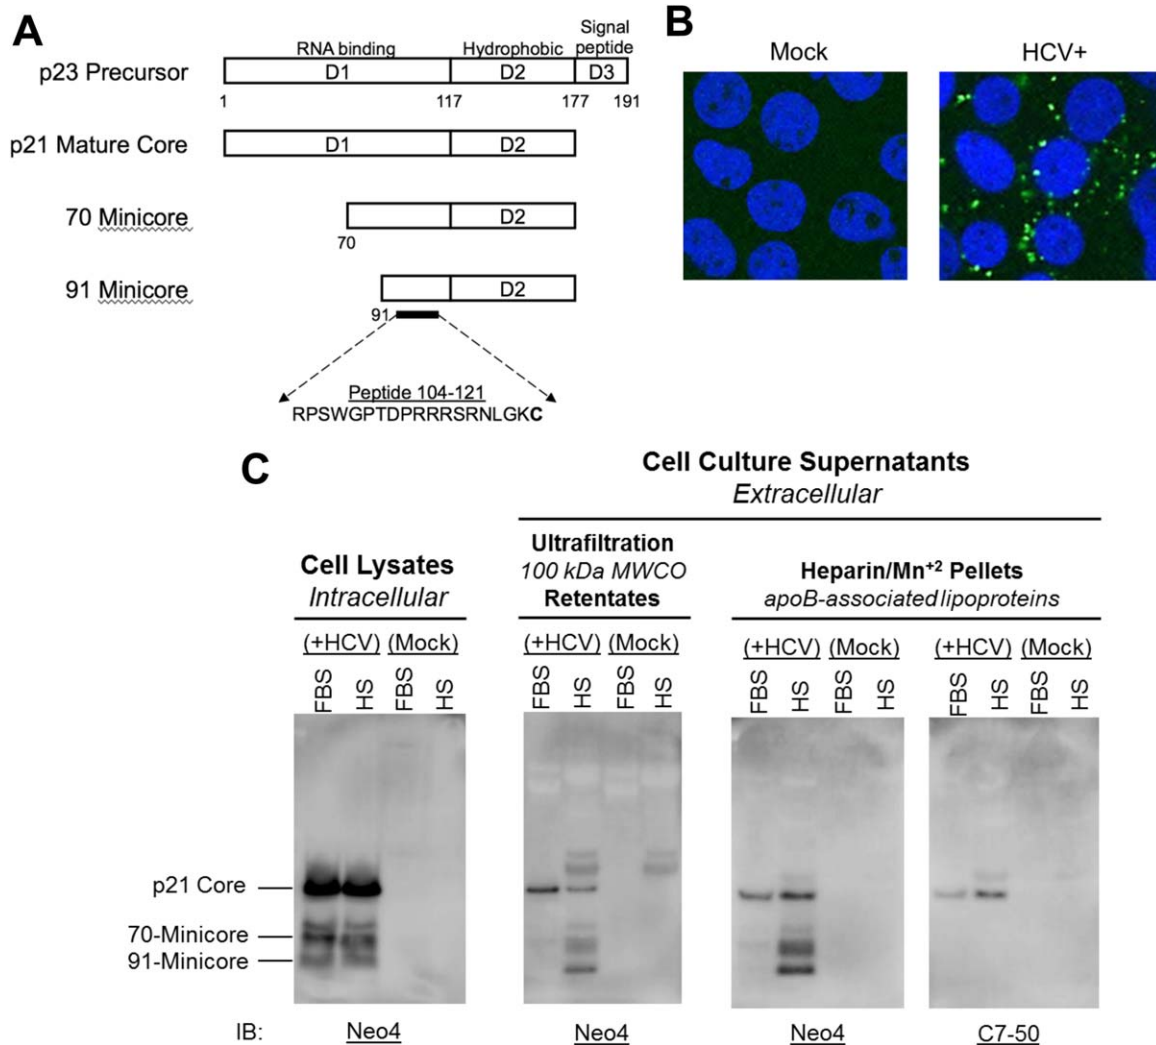 A
Signal
peptide
RNA binding
Hydrophobic
p23 Precursor
D1
D2
D3
1
117
177
191
p21 Mature Core
D1
D2
70 Minicore
D2
70
91 Minicore
D2
91
Peptide 104-121
RPSWGPTDPRRRSRNLGKC
B
Mock
HCV+
C
Cell Culture Supernatants
Extracellular
Cell Lysates
Intracellular
Ultrafiltration
100 kDa MWCO
Retentates
Heparin/Mn+2 Pellets
apoB-associated lipoproteins
(+HCV) (Mock)
(+HCV) (Mock)
(+HCV) (Mock)
(+HCV) (Mock)
FBS HS FBS HS
FBS HS FBS HS
FBS HS FBS HS
FBS HS FBS HS
p21 Core
70-Minicore
91-Minicore
IB:
Neo4
Neo4
Neo4
C7-50